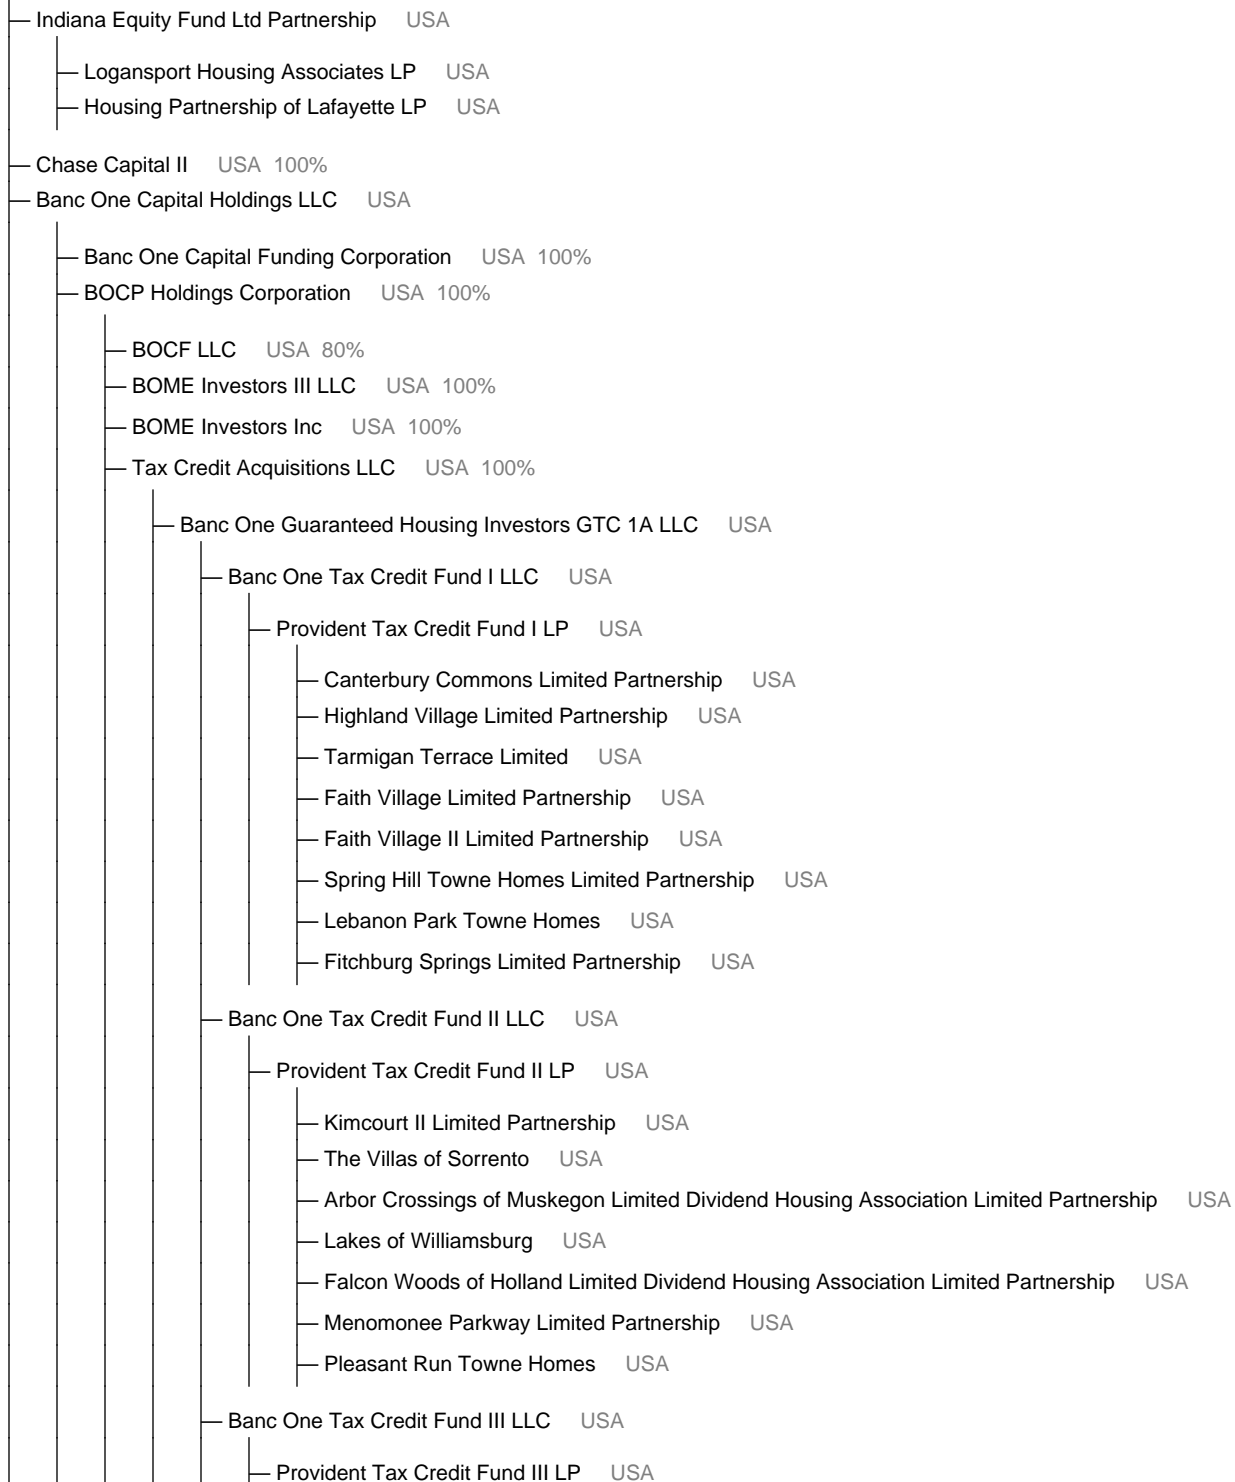 Indiana Equity Fund Ltd Partnership USA
Logansport Housing Associates LP USA
Housing Partnership of Lafayette LP USA
Chase Capital II USA 100%
Banc One Capital Holdings LLC USA
Banc One Capital Funding Corporation USA 100%
BOCP Holdings Corporation USA 100%
BOCF LLC USA 80%
BOME Investors III LLC USA 100%
BOME Investors Inc USA 100%
Tax Credit Acquisitions LLC USA 100%
Banc One Guaranteed Housing Investors GTC 1A LLC USA
Banc One Tax Credit Fund I LLC USA
Provident Tax Credit Fund I LP USA
Canterbury Commons Limited Partnership USA
Highland Village Limited Partnership USA
Tarmigan Terrace Limited USA
Faith Village Limited Partnership USA
Faith Village II Limited Partnership USA
Spring Hill Towne Homes Limited Partnership USA
Lebanon Park Towne Homes USA
Fitchburg Springs Limited Partnership USA
Banc One Tax Credit Fund II LLC USA
Provident Tax Credit Fund II LP USA
Kimcourt II Limited Partnership USA
The Villas of Sorrento USA
Arbor Crossings of Muskegon Limited Dividend Housing Association Limited Partnership USA
Lakes of Williamsburg USA
Falcon Woods of Holland Limited Dividend Housing Association Limited Partnership USA
Menomonee Parkway Limited Partnership USA
Pleasant Run Towne Homes USA
Banc One Tax Credit Fund III LLC USA
Provident Tax Credit Fund III LP USA